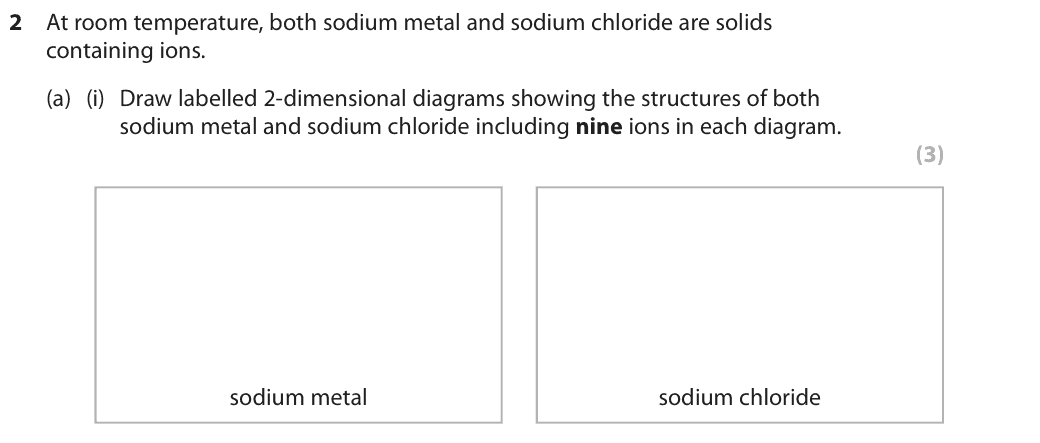 2 At room temperature, both sodium metal and sodium chloride are solids
containing ions.
(a) (i) Draw labelled 2-dimensional diagrams showing the structures of both
sodium metal and sodium chloride including nine ions in each diagram.
(3)
sodium metal
sodium chloride